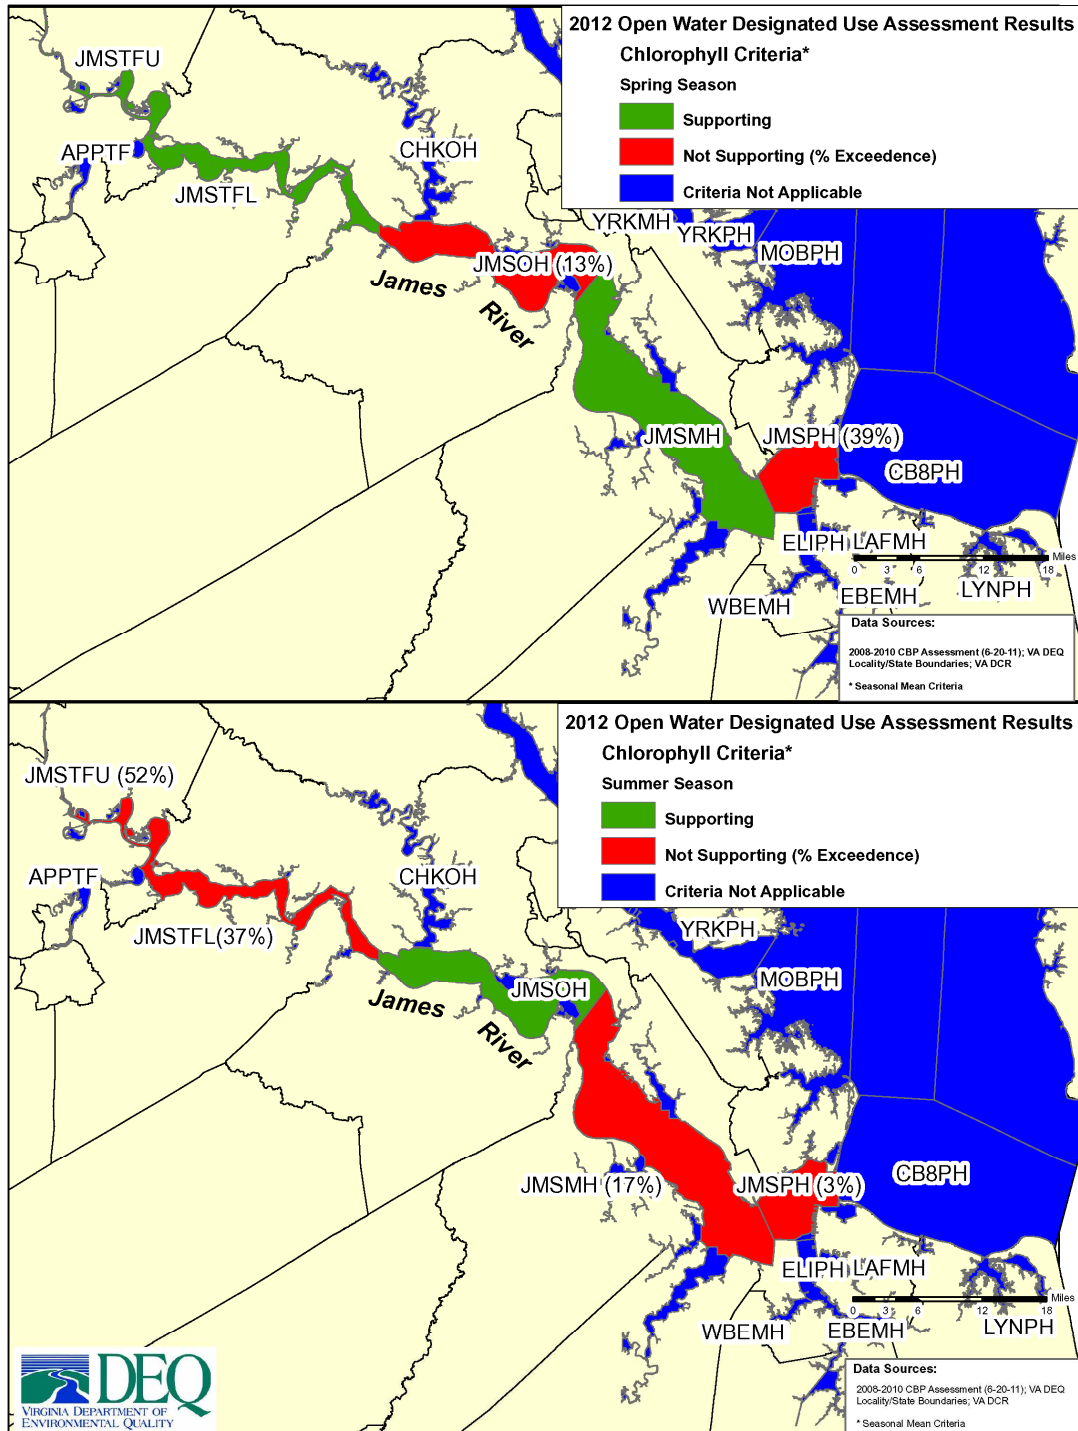 2012 Open Water Designated Use Assessment Results
Chlorophyll Criteria*
Spring Season
Supporting
Not Supporting (% Exceedence)
Criteria Not Applicable
JMSTFU
APPTF
JMSTFL
CHKOH
YRKMH
YRKPH
MOBPH
JMSOH (13%)
James
River
JMSMH
JMSPH (39%)
CB8PH
ELIPH
LAFMH
WBEMH
EBEMH
LYNPH
Miles
0 3 6 12 18
Data Sources:
2008-2010 CBP Assessment (6-20-11); VA DEQ
Locality/State Boundaries; VA DCR
* Seasonal Mean Criteria
2012 Open Water Designated Use Assessment Results
Chlorophyll Criteria*
Summer Season
Supporting
Not Supporting (% Exceedence)
Criteria Not Applicable
JMSTFU (52%)
APPTF
JMSTFL(37%)
CHKOH
YRKPH
MOBPH
JMSOH
James
River
JMSMH (17%)
JMSPH (3%)
CB8PH
ELIPH
LAFMH
WBEMH
EBEMH
LYNPH
Miles
0 3 6 12 18
Data Sources:
2008-2010 CBP Assessment (6-20-11); VA DEQ
Locality/State Boundaries; VA DCR
* Seasonal Mean Criteria
DEQ
VIRGINIA DEPARTMENT OF
ENVIRONMENTAL QUALITY